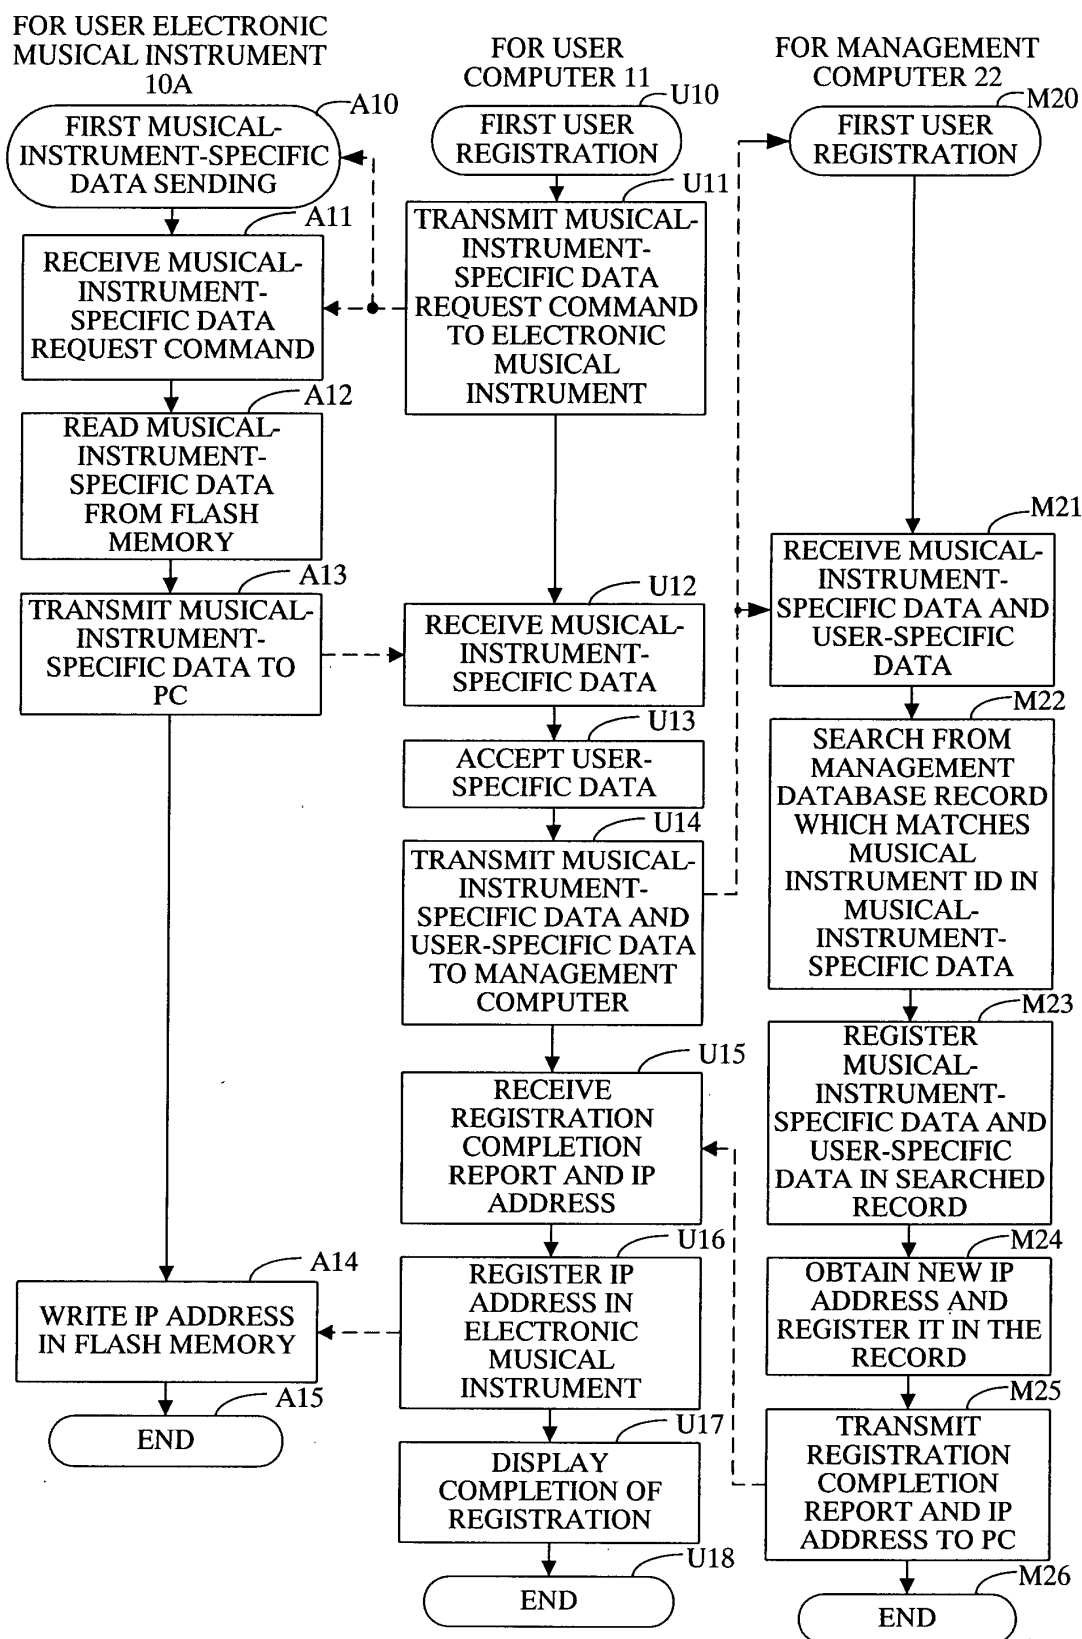 FOR USER ELECTRONIC
MUSICAL INSTRUMENT
10A
A10
FIRST MUSICAL-
INSTRUMENT-SPECIFIC
DATA SENDING
A11
RECEIVE MUSICAL-
INSTRUMENT-
SPECIFIC DATA
REQUEST COMMAND
A12
READ MUSICAL-
INSTRUMENT-
SPECIFIC DATA
FROM FLASH
MEMORY
A13
TRANSMIT MUSICAL-
INSTRUMENT-
SPECIFIC DATA TO
PC
A14
WRITE IP ADDRESS
IN FLASH MEMORY
A15
END
FOR USER
COMPUTER 11
U10
FIRST USER
REGISTRATION
U11
TRANSMIT MUSICAL-
INSTRUMENT-
SPECIFIC DATA
REQUEST COMMAND
TO ELECTRONIC
MUSICAL
INSTRUMENT
U12
RECEIVE MUSICAL-
INSTRUMENT-
SPECIFIC DATA
U13
ACCEPT USER-
SPECIFIC DATA
U14
TRANSMIT MUSICAL-
INSTRUMENT-
SPECIFIC DATA AND
USER-SPECIFIC DATA
TO MANAGEMENT
COMPUTER
U15
RECEIVE
REGISTRATION
COMPLETION
REPORT AND IP
ADDRESS
U16
REGISTER IP
ADDRESS IN
ELECTRONIC
MUSICAL
INSTRUMENT
U17
DISPLAY
COMPLETION OF
REGISTRATION
U18
END
FOR MANAGEMENT
COMPUTER 22
M20
FIRST USER
REGISTRATION
M21
RECEIVE MUSICAL-
INSTRUMENT-
SPECIFIC DATA AND
USER-SPECIFIC
DATA
M22
SEARCH FROM
MANAGEMENT
DATABASE RECORD
WHICH MATCHES
MUSICAL
INSTRUMENT ID IN
MUSICAL-
INSTRUMENT-
SPECIFIC DATA
M23
REGISTER
MUSICAL-
INSTRUMENT-
SPECIFIC DATA AND
USER-SPECIFIC
DATA IN SEARCHED
RECORD
M24
OBTAIN NEW IP
ADDRESS AND
REGISTER IT IN THE
RECORD
M25
TRANSMIT
REGISTRATION
COMPLETION
REPORT AND IP
ADDRESS TO PC
M26
END